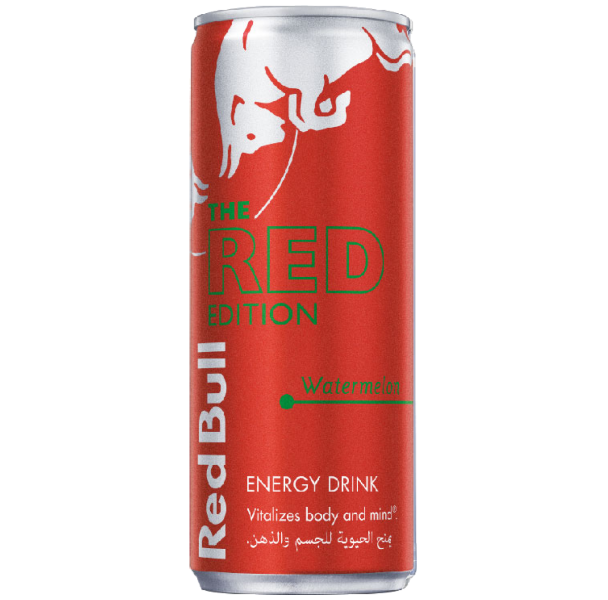 THE
RED
EDITION
Watermelon
Red Bull
ENERGY DRINK
Vitalizes body and mind®.
يمنح الحيوية للجسم والذهن.